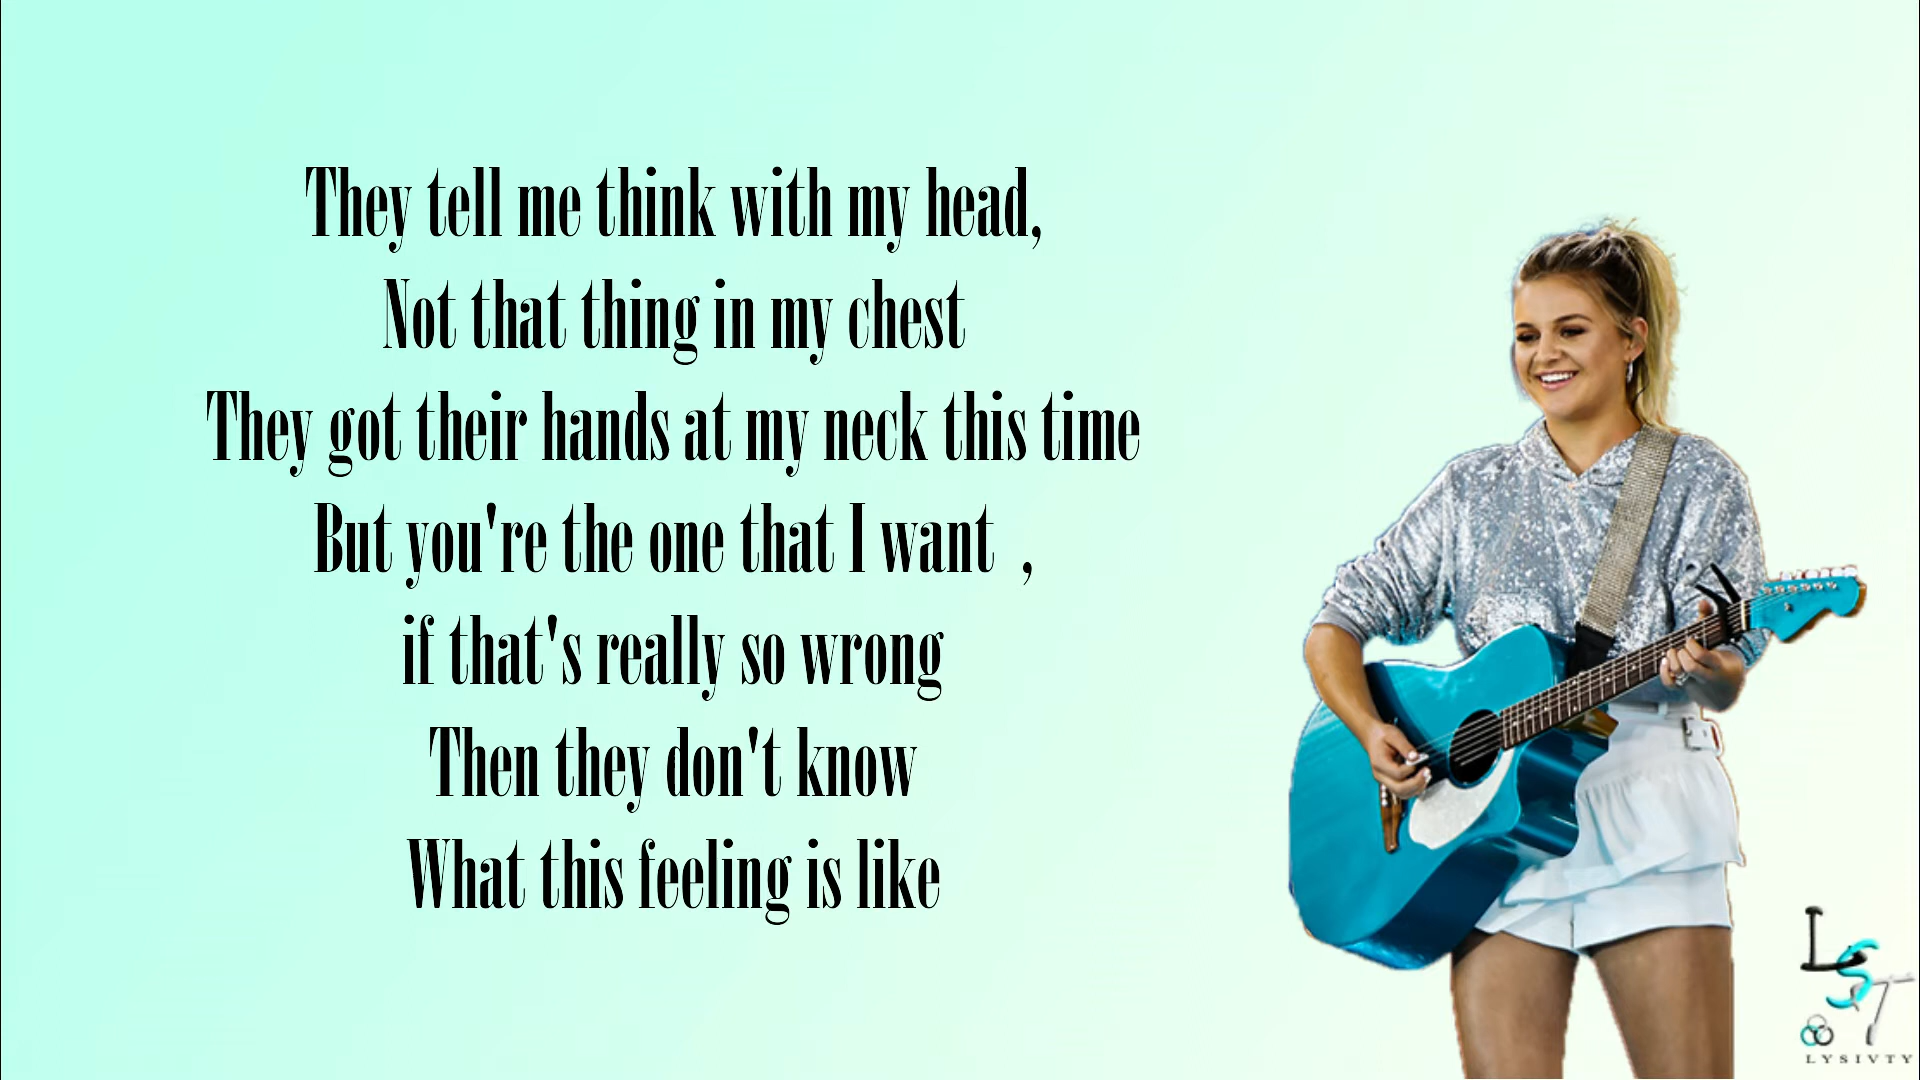 They tell me think with my head,
Not that thing in my chest
They got their hands at my neck this time
But you're the one that I want  ,
if that's really so wrong
Then they don't know
What this feeling is like
LST
LYSIVTY